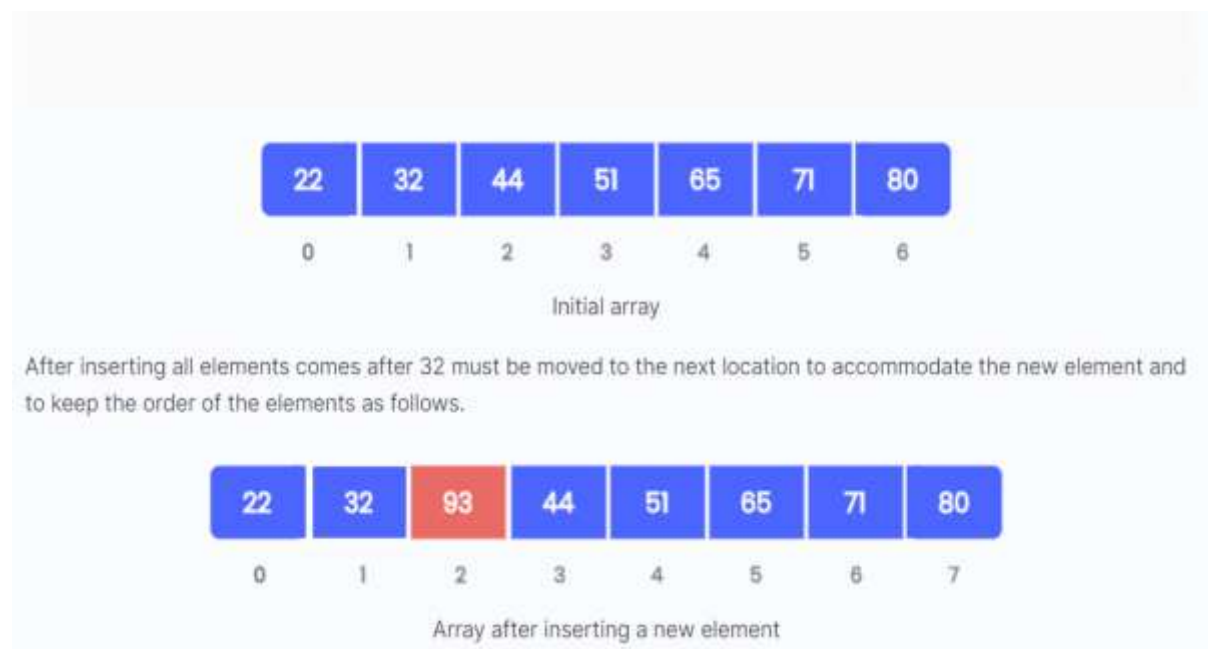 22 32 44 51 65 71 80
0 1 2 3 4 5 6
Initial array
After inserting all elements comes after 32 must be moved to the next location to accommodate the new element and
to keep the order of the elements as follows.
22 32 93 44 51 65 71 80
0 1 2 3 4 5 6 7
Array after inserting a new element